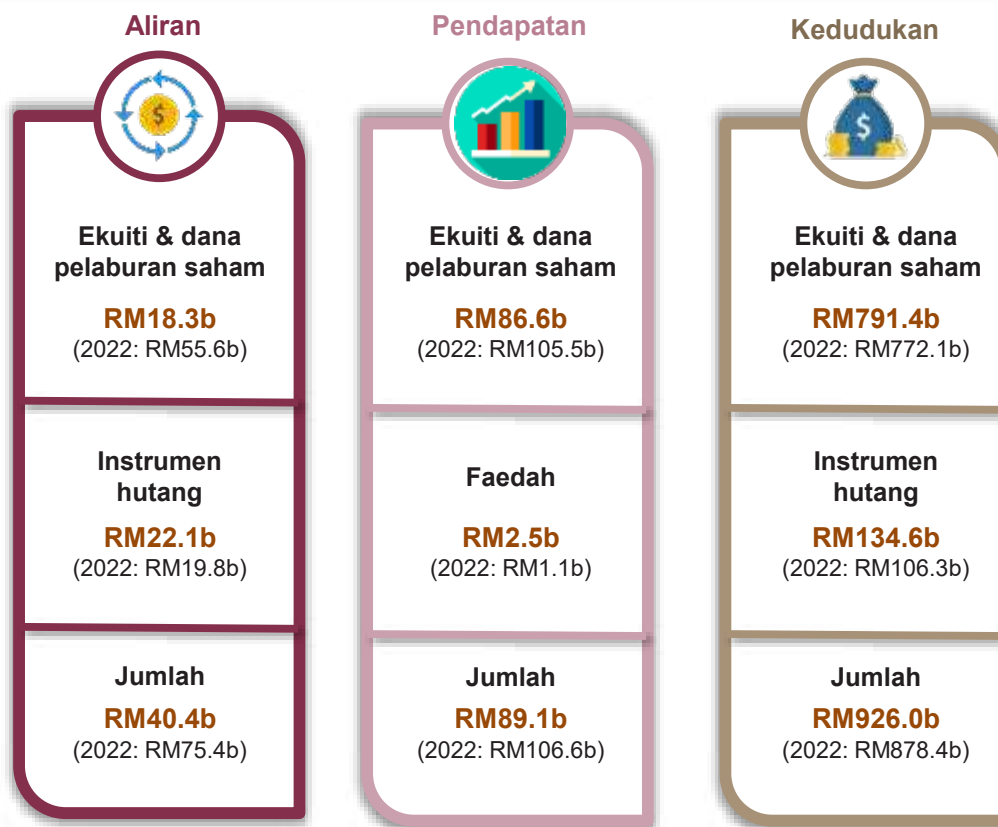 Aliran
Ekuiti & dana
pelaburan saham
RM18.3b
(2022: RM55.6b)
Instrumen
hutang
RM22.1b
(2022: RM19.8b)
Jumlah
RM40.4b
(2022: RM75.4b)
Pendapatan
Ekuiti & dana
pelaburan saham
RM86.6b
(2022: RM105.5b)
Faedah
RM2.5b
(2022: RM1.1b)
Jumlah
RM89.1b
(2022: RM106.6b)
Kedudukan
Ekuiti & dana
pelaburan saham
RM791.4b
(2022: RM772.1b)
Instrumen
hutang
RM134.6b
(2022: RM106.3b)
Jumlah
RM926.0b
(2022: RM878.4b)